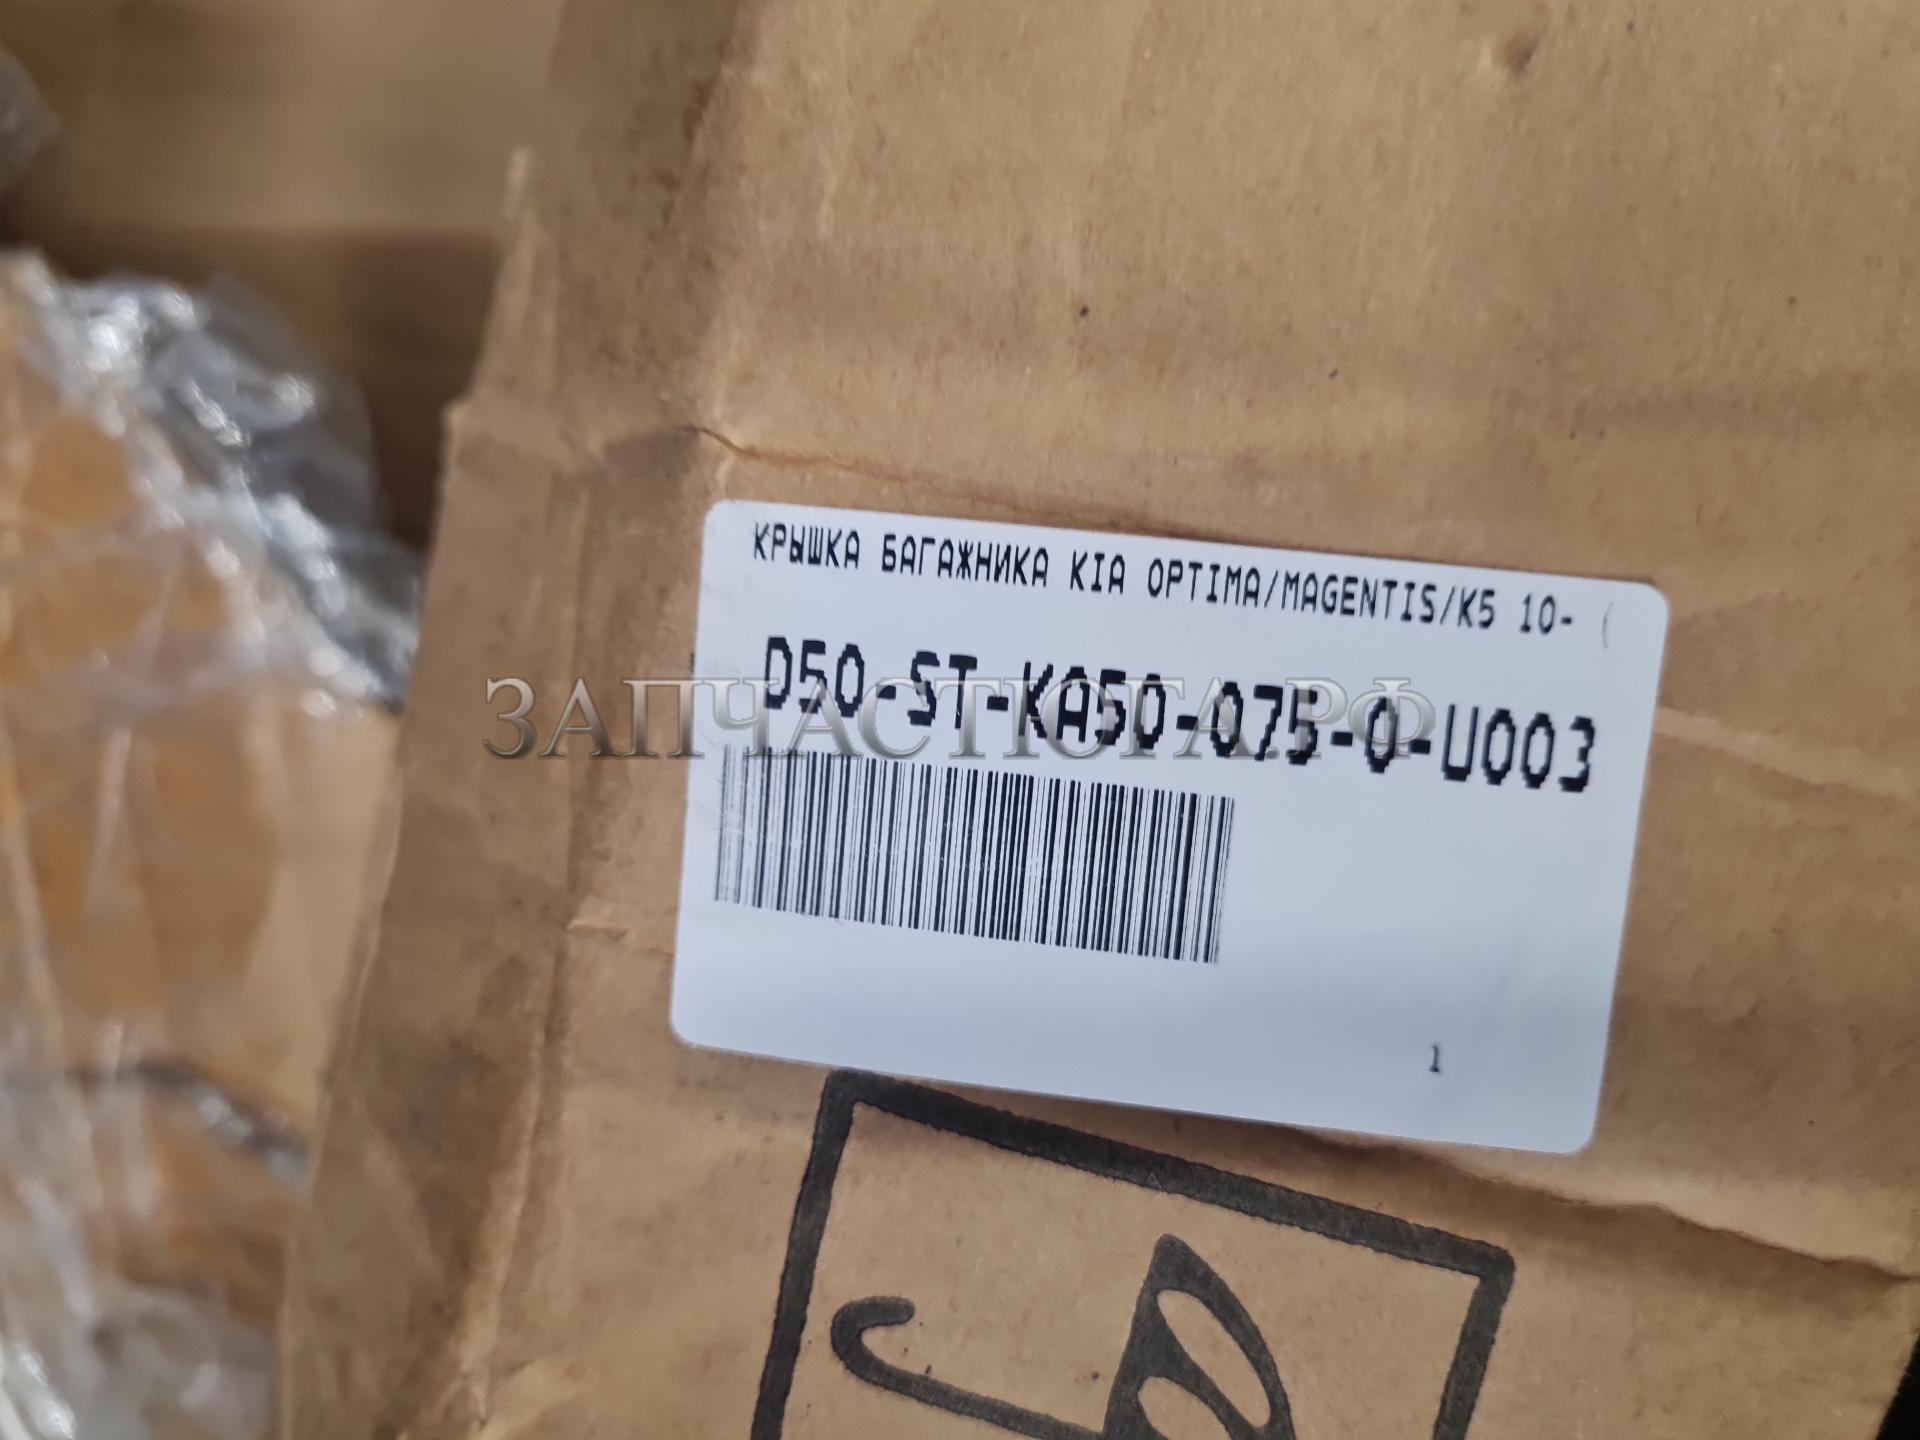 КРЫШКА БАГАЖНИКА KIA OPTIMA/MAGENTIS/K5 10- (
D50-ST-KA50-075-0-U003
ЗАПЧАСТЮГА.РФ
1